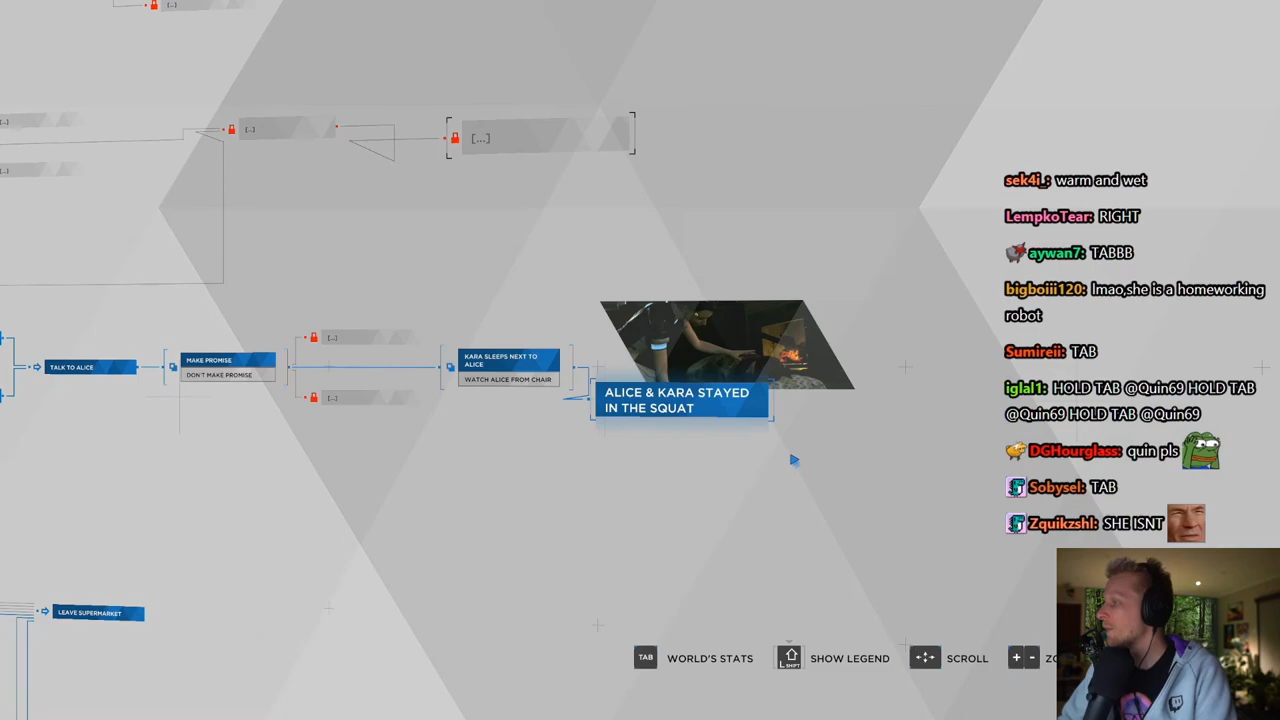 [...]
[...]
[...]
[...]
[...]
[...]
TALK TO ALICE
MAKE PROMISE
DON'T MAKE PROMISE
[...]
[...]
KARA SLEEPS NEXT TO
ALICE
WATCH ALICE FROM CHAIR
ALICE & KARA STAYED
IN THE SQUAT
LEAVE SUPERMARKET
TAB WORLD'S STATS
L SHIFT SHOW LEGEND
SCROLL
+ - ZO
sek4i_: warm and wet
LempkoTear: RIGHT
aywan7: TABBB
bigboiii120: lmao,she is a homeworking
robot
Sumireii: TAB
iglal1: HOLD TAB @Quin69 HOLD TAB
@Quin69 HOLD TAB @Quin69
DGHourglass: quin pls
Sobysel: TAB
Zquikzshl: SHE ISNT